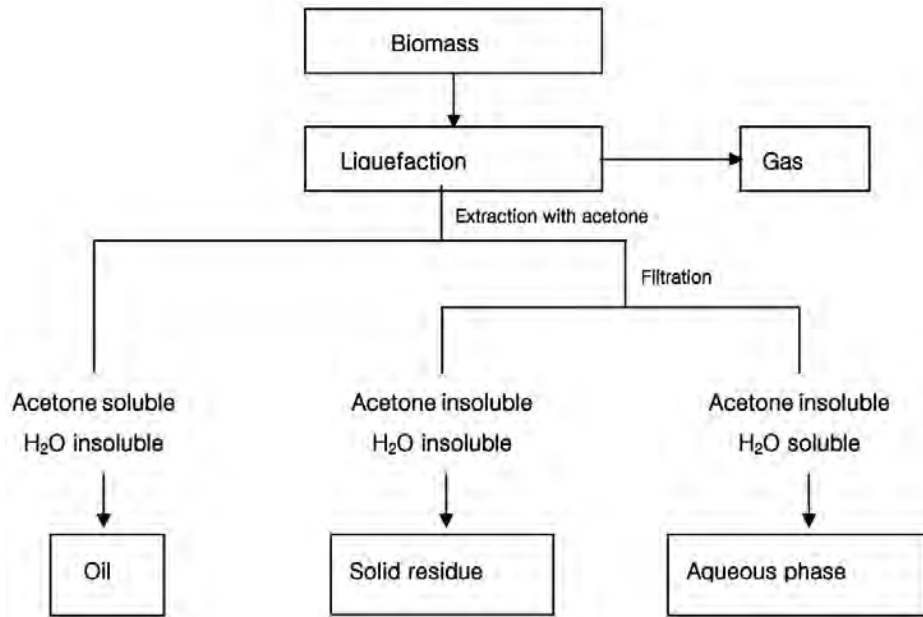 Biomass
Liquefaction
Gas
Extraction with acetone
Filtration
Acetone soluble
H₂O insoluble
Acetone insoluble
H₂O insoluble
Acetone insoluble
H₂O soluble
Oil
Solid residue
Aqueous phase